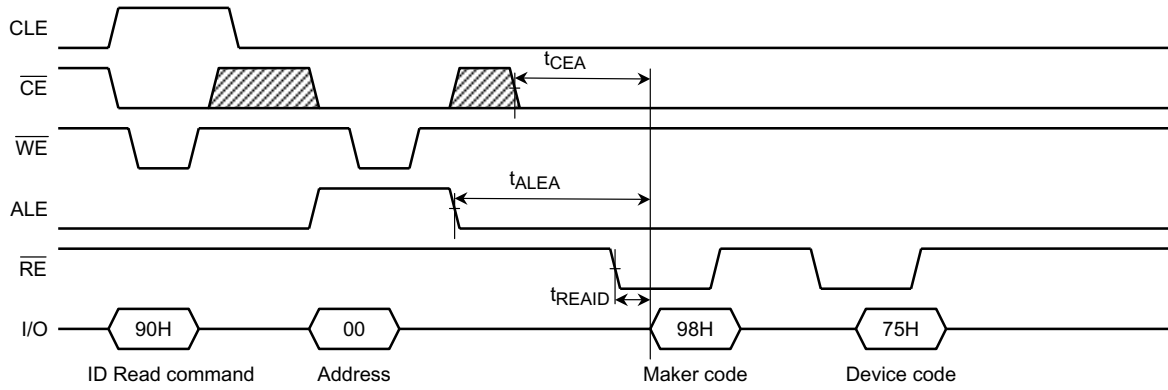 CLE
tCEA
CE
WE
tALEA
ALE
RE
tREAID
I/O 90H 00 98H 75H
ID Read command Address Maker code Device code